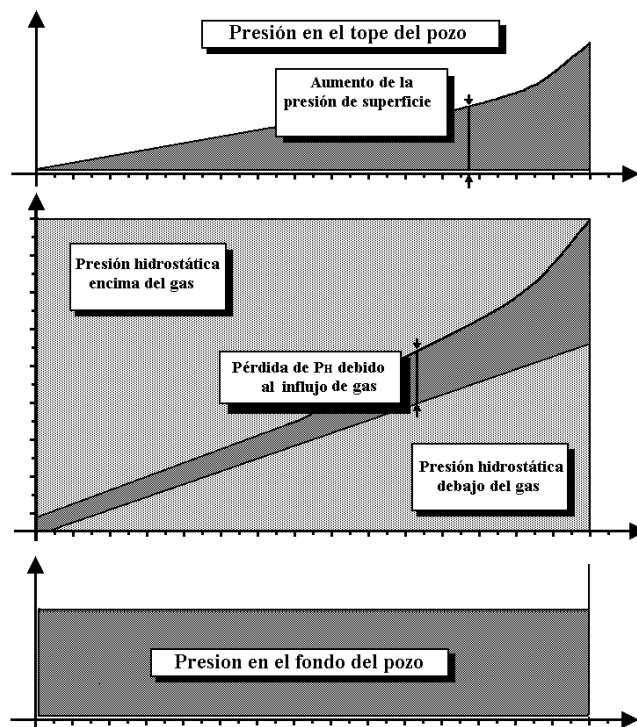 Presión en el tope del pozo
Aumento de la
presión de superficie
Presión hidrostática
encima del gas
Pérdida de PH debido
al influjo de gas
Presión hidrostática
debajo del gas
Presion en el fondo del pozo